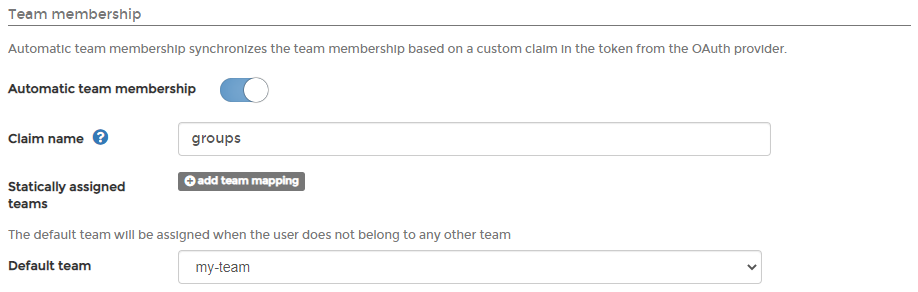 Team membership
Automatic team membership synchronizes the team membership based on a custom claim in the token from the OAuth provider.
Automatic team membership
Claim name ? groups
Statically assigned teams
add team mapping
The default team will be assigned when the user does not belong to any other team
Default team my-team